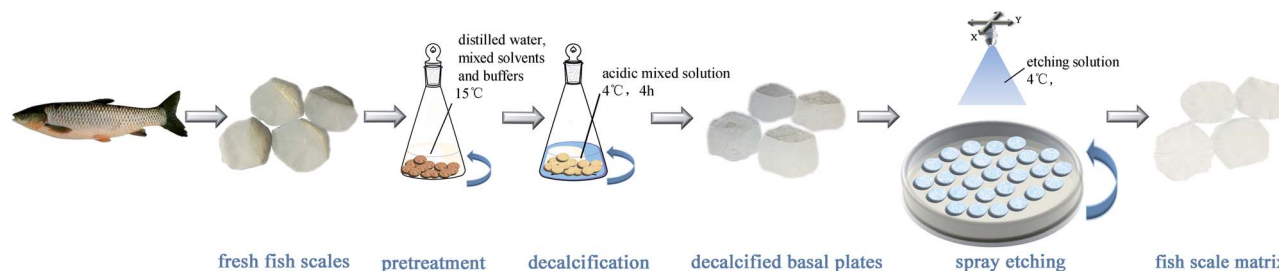 distilled water,
mixed solvents
and buffers
15℃
acidic mixed solution
4℃, 4h
X
Y
etching solution
4℃,
fresh fish scales
pretreatment
decalcification
decalcified basal plates
spray etching
fish scale matrix